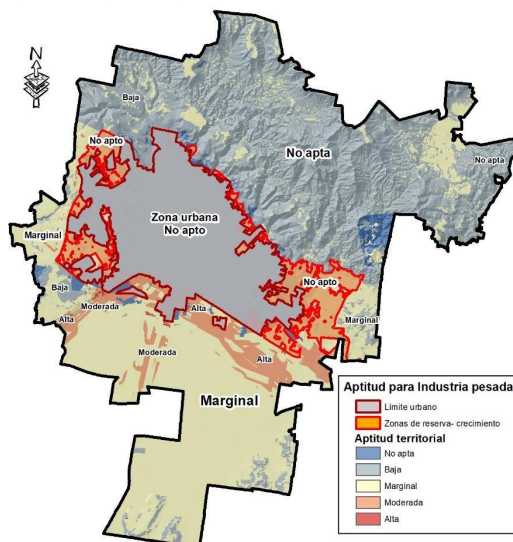 N
Baja
No apto
No apta
No apta
Zona urbana
No apto
Marginal
No apto
Baja
Moderada
Alta
Marginal
Alta
Moderada
Alta
Marginal
Aptitud para Industria pesada
Limite urbano
Zonas de reserva- crecimiento
Aptitud territorial
No apta
Baja
Marginal
Moderada
Alta